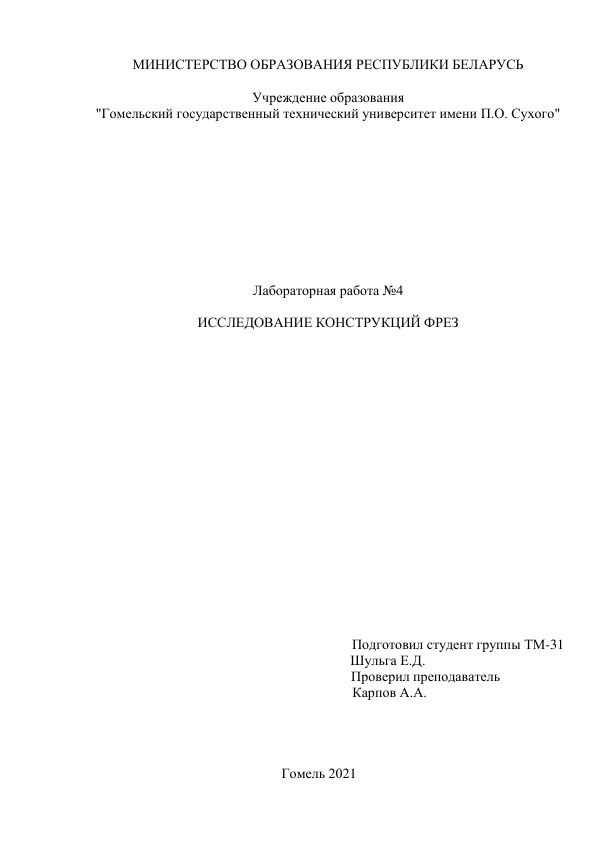 МИНИСТЕРСТВО ОБРАЗОВАНИЯ РЕСПУБЛИКИ БЕЛАРУСЬ
Учреждение образования
"Гомельский государственный технический университет имени П.О. Сухого"
Лабораторная работа №4
ИССЛЕДОВАНИЕ КОНСТРУКЦИЙ ФРЕЗ
Подготовил студент группы ТМ-31
Шульга Е.Д.
Проверил преподаватель
Карпов А.А.
Гомель 2021